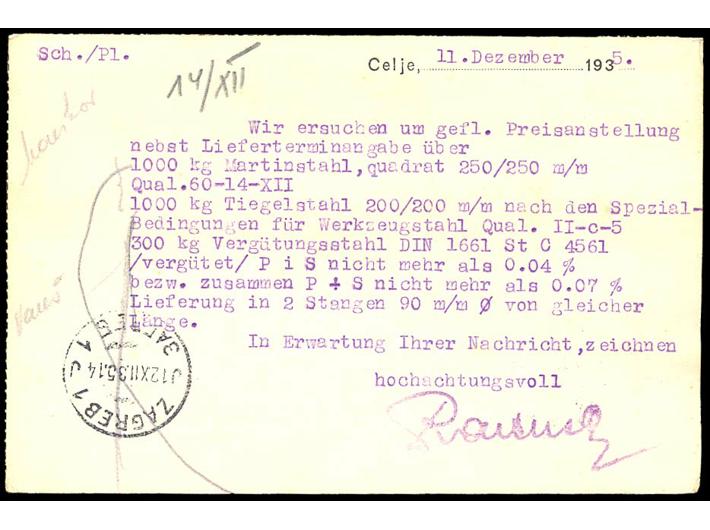 Sch./Pl.
Celje, 11.Dezember 1935.
14/XII
Wir ersuchen um gefl. Preisanstellung
nebst Lieferterminangabe über
1000 kg Martinstahl,quadrat 250/250 m/m
Qual.60-14-XII
1000 kg Tiegelstahl 200/200 m/m nach den Spezial-
Bedingungen für Werkzeugstahl Qual. II-c-5
300 kg Vergütungsstahl DIN 1661 St C 4561
/vergütet/ P i S nicht mehr als 0.04 %
bezw. zusammen P + S nicht mehr als 0.07 %
Lieferung in 2 Stangen 90 m/m Ø von gleicher
Länge.
In Erwartung Ihrer Nachricht,zeichnen
hochachtungsvoll
ZAGREB 1
J12XII35.14
ЗАГРЕБ 1